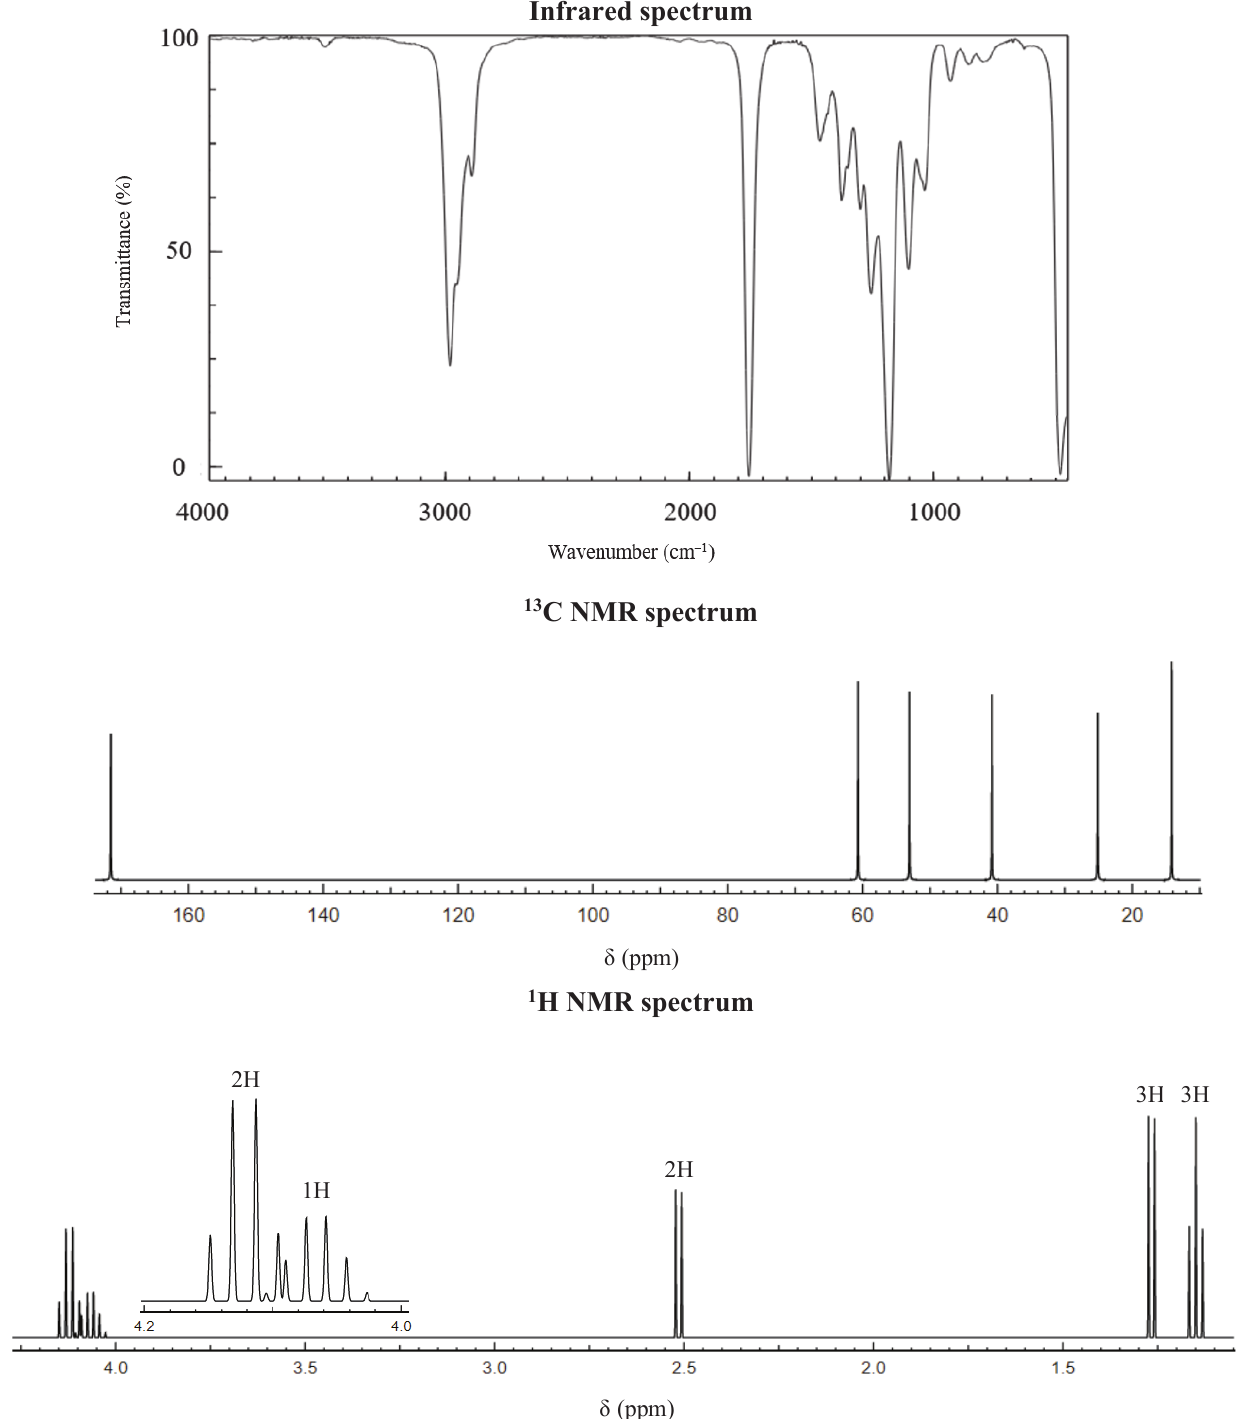 Infrared spectrum
100
50
0
Transmittance (%)
4000 3000 2000 1000
Wavenumber (cm⁻¹)
¹³C NMR spectrum
160 140 120 100 80 60 40 20
δ (ppm)
¹H NMR spectrum
2H
1H
2H
3H 3H
4.2 4.0
4.0 3.5 3.0 2.5 2.0 1.5
δ (ppm)